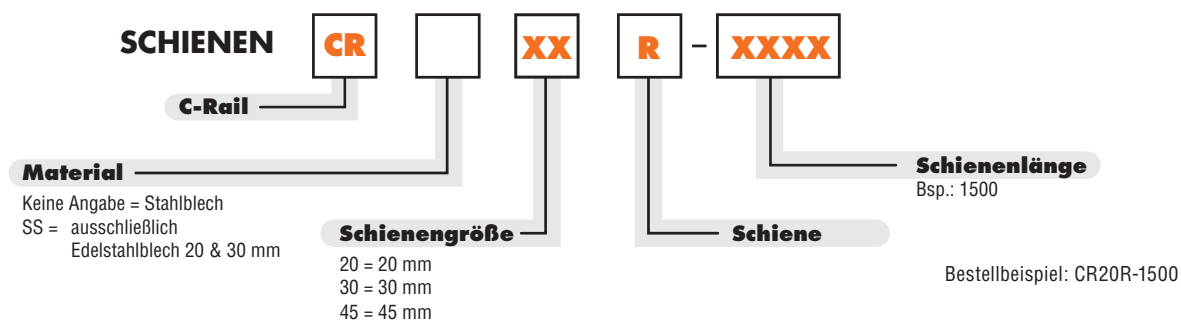 SCHIENEN CR XX R – XXXX
C-Rail
Material
Keine Angabe = Stahlblech
SS = ausschließlich
Edelstahlblech 20 & 30 mm
Schienengröße
20 = 20 mm
30 = 30 mm
45 = 45 mm
Schiene
Schienenlänge
Bsp.: 1500
Bestellbeispiel: CR20R-1500